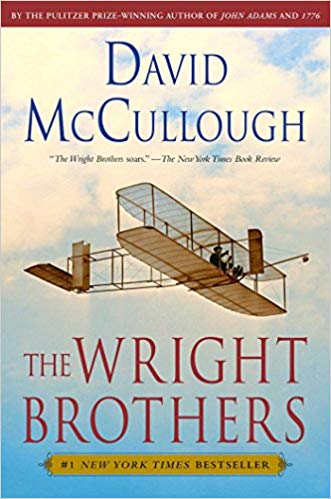 BY THE PULITZER PRIZE–WINNING AUTHOR OF JOHN ADAMS AND 1776
DAVID
MCCULLOUGH
“The Wright Brothers soars.” —The New York Times Book Review
THE WRIGHT
BROTHERS
#1 NEW YORK TIMES BESTSELLER